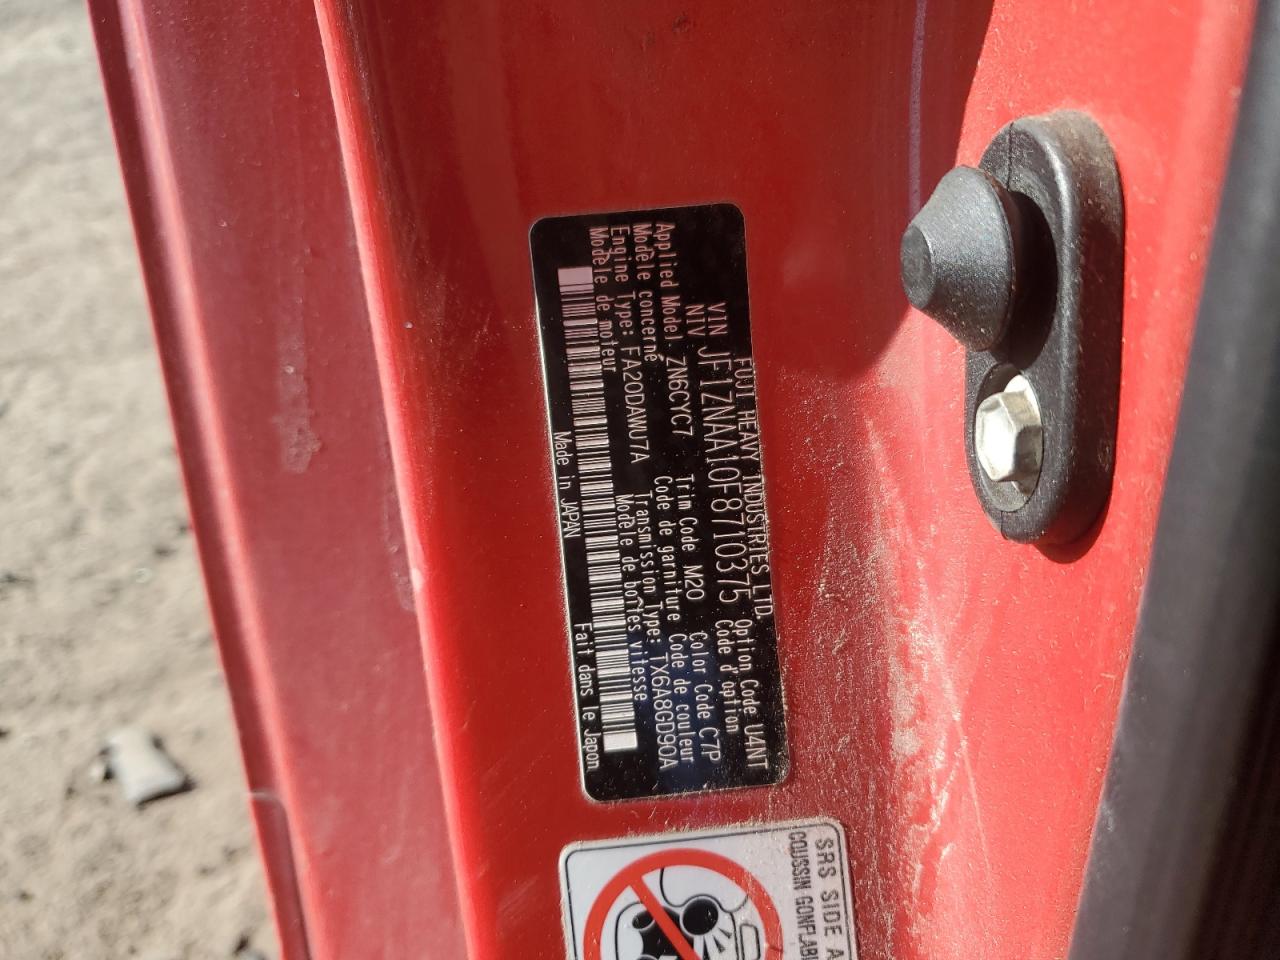 FUJI HEAVY INDUSTRIES LTD.
VIN JF1ZNAA10F8710375 Option Code U4NT
NIV Code d'option
Applied Model ZN6CYC7 Trim Code M20 Color Code C7P
Modèle concerné Code de garniture Code de couleur
Engine Type: FA20DAWU7A Transmission Type: TX6A8GD90A
Modèle de moteur Modèle de boîtes vitesse
Made in JAPAN Fait dans le Japon
SRS SIDE A
COUSSIN GONFLABL